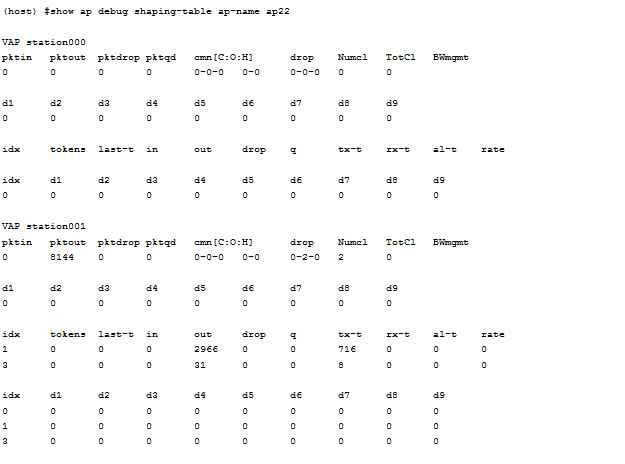 (host) #show ap debug shaping-table ap-name ap22
VAP station000
pktin pktout pktdrop pktqd cmn[C:O:H] drop Numcl TotCl BWmgmt
0 0 0 0 0-0-0 0-0 0-0-0 0 0
d1 d2 d3 d4 d5 d6 d7 d8 d9
0 0 0 0 0 0 0 0 0
idx tokens last-t in out drop q tx-t rx-t al-t rate
idx d1 d2 d3 d4 d5 d6 d7 d8 d9
0 0 0 0 0 0 0 0 0 0
VAP station001
pktin pktout pktdrop pktqd cmn[C:O:H] drop Numcl TotCl BWmgmt
0 8144 0 0 0-0-0 0-0 0-2-0 2 0
d1 d2 d3 d4 d5 d6 d7 d8 d9
0 0 0 0 0 0 0 0 0
idx tokens last-t in out drop q tx-t rx-t al-t rate
1 0 0 0 2966 0 0 716 0 0 0
3 0 0 0 31 0 0 8 0 0 0
idx d1 d2 d3 d4 d5 d6 d7 d8 d9
0 0 0 0 0 0 0 0 0 0
1 0 0 0 0 0 0 0 0 0
3 0 0 0 0 0 0 0 0 0